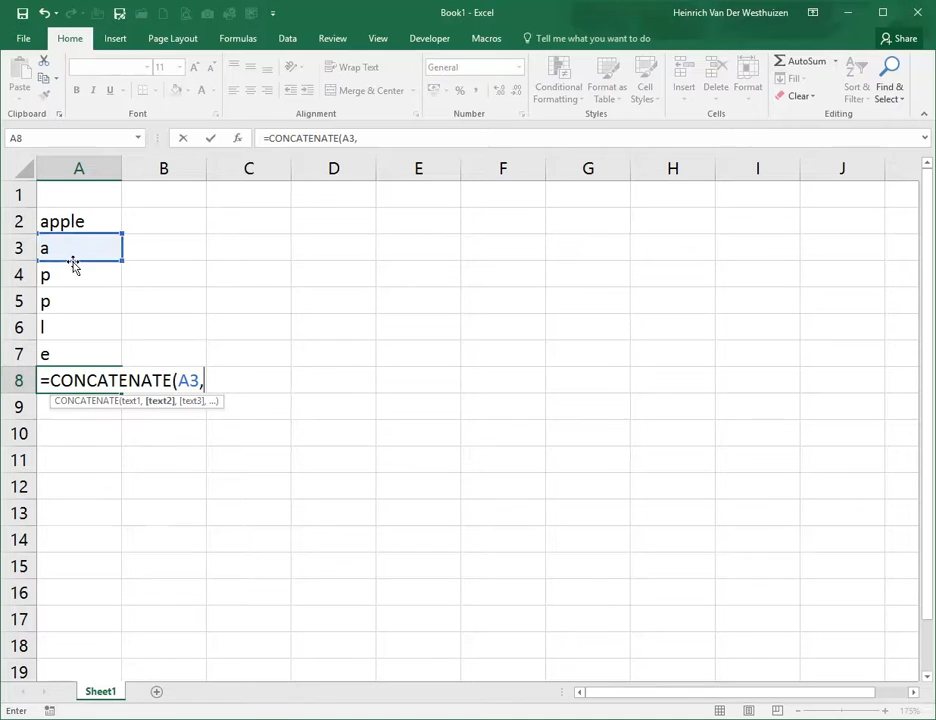 Book1 - Excel
Heinrich Van Der Westhuizen
File Home Insert Page Layout Formulas Data Review View Developer Macros Tell me what you want to do Share
11 A A Wrap Text General AutoSum
Paste B I U A Merge & Center % , Conditional Formatting Format as Table Cell Styles Insert Delete Format Fill Clear Sort & Filter Find & Select
Clipboard Font Alignment Number Styles Cells Editing
A8 fx =CONCATENATE(A3,
A B C D E F G H I J
1
2 apple
3 a
4 p
5 p
6 l
7 e
8 =CONCATENATE(A3,
CONCATENATE(text1, [text2], [text3], ...)
9
10
11
12
13
14
15
16
17
18
19
Sheet1
Enter 175%